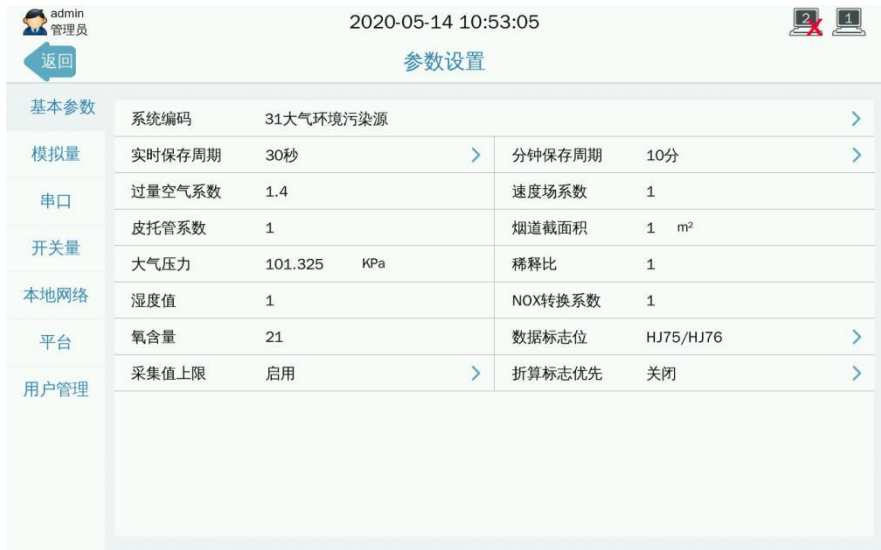 admin
管理员
2020-05-14 10:53:05
2
1
返回
参数设置
基本参数
模拟量
串口
开关量
本地网络
平台
用户管理
系统编码 31大气环境污染源
实时保存周期 30秒 分钟保存周期 10分
过量空气系数 1.4 速度场系数 1
皮托管系数 1 烟道截面积 1 m²
大气压力 101.325 KPa 稀释比 1
湿度值 1 NOX转换系数 1
氧含量 21 数据标志位 HJ75/HJ76
采集值上限 启用 折算标志优先 关闭